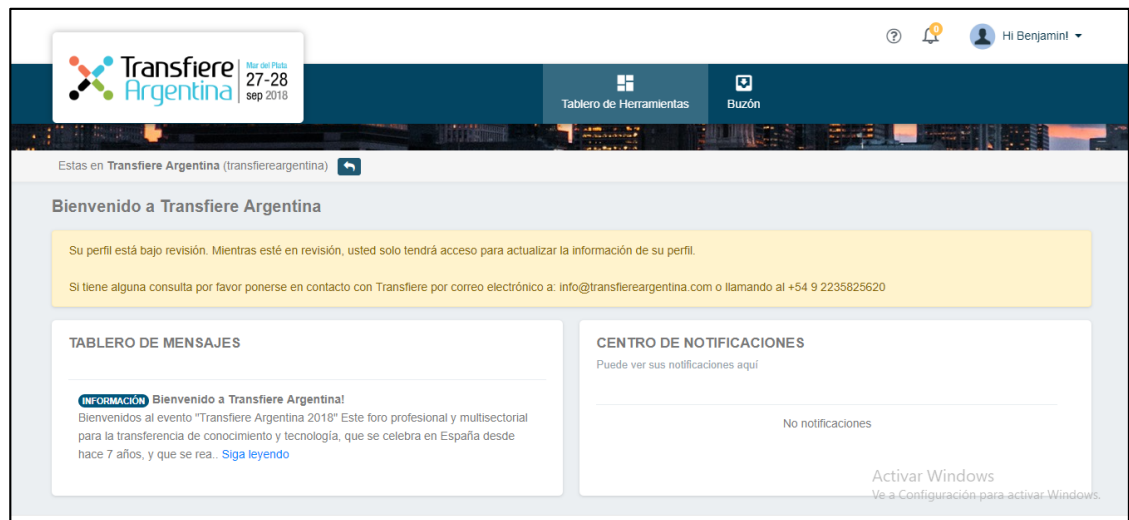 0
Hi Benjamin!
Transfiere
Argentina
Mar del Plata
27-28
sep 2018
Tablero de Herramientas
Buzón
Estas en Transfiere Argentina (transfiereargentina)
Bienvenido a Transfiere Argentina
Su perfil está bajo revisión. Mientras esté en revisión, usted solo tendrá acceso para actualizar la información de su perfil.
Si tiene alguna consulta por favor ponerse en contacto con Transfiere por correo electrónico a: info@transfiereargentina.com o llamando al +54 9 2235825620
TABLERO DE MENSAJES
INFORMACIÓN Bienvenido a Transfiere Argentina!
Bienvenidos al evento "Transfiere Argentina 2018" Este foro profesional y multisectorial
para la transferencia de conocimiento y tecnología, que se celebra en España desde
hace 7 años, y que se rea.. Siga leyendo
CENTRO DE NOTIFICACIONES
Puede ver sus notificaciones aquí
No notificaciones
Activar Windows
Ve a Configuración para activar Windows.